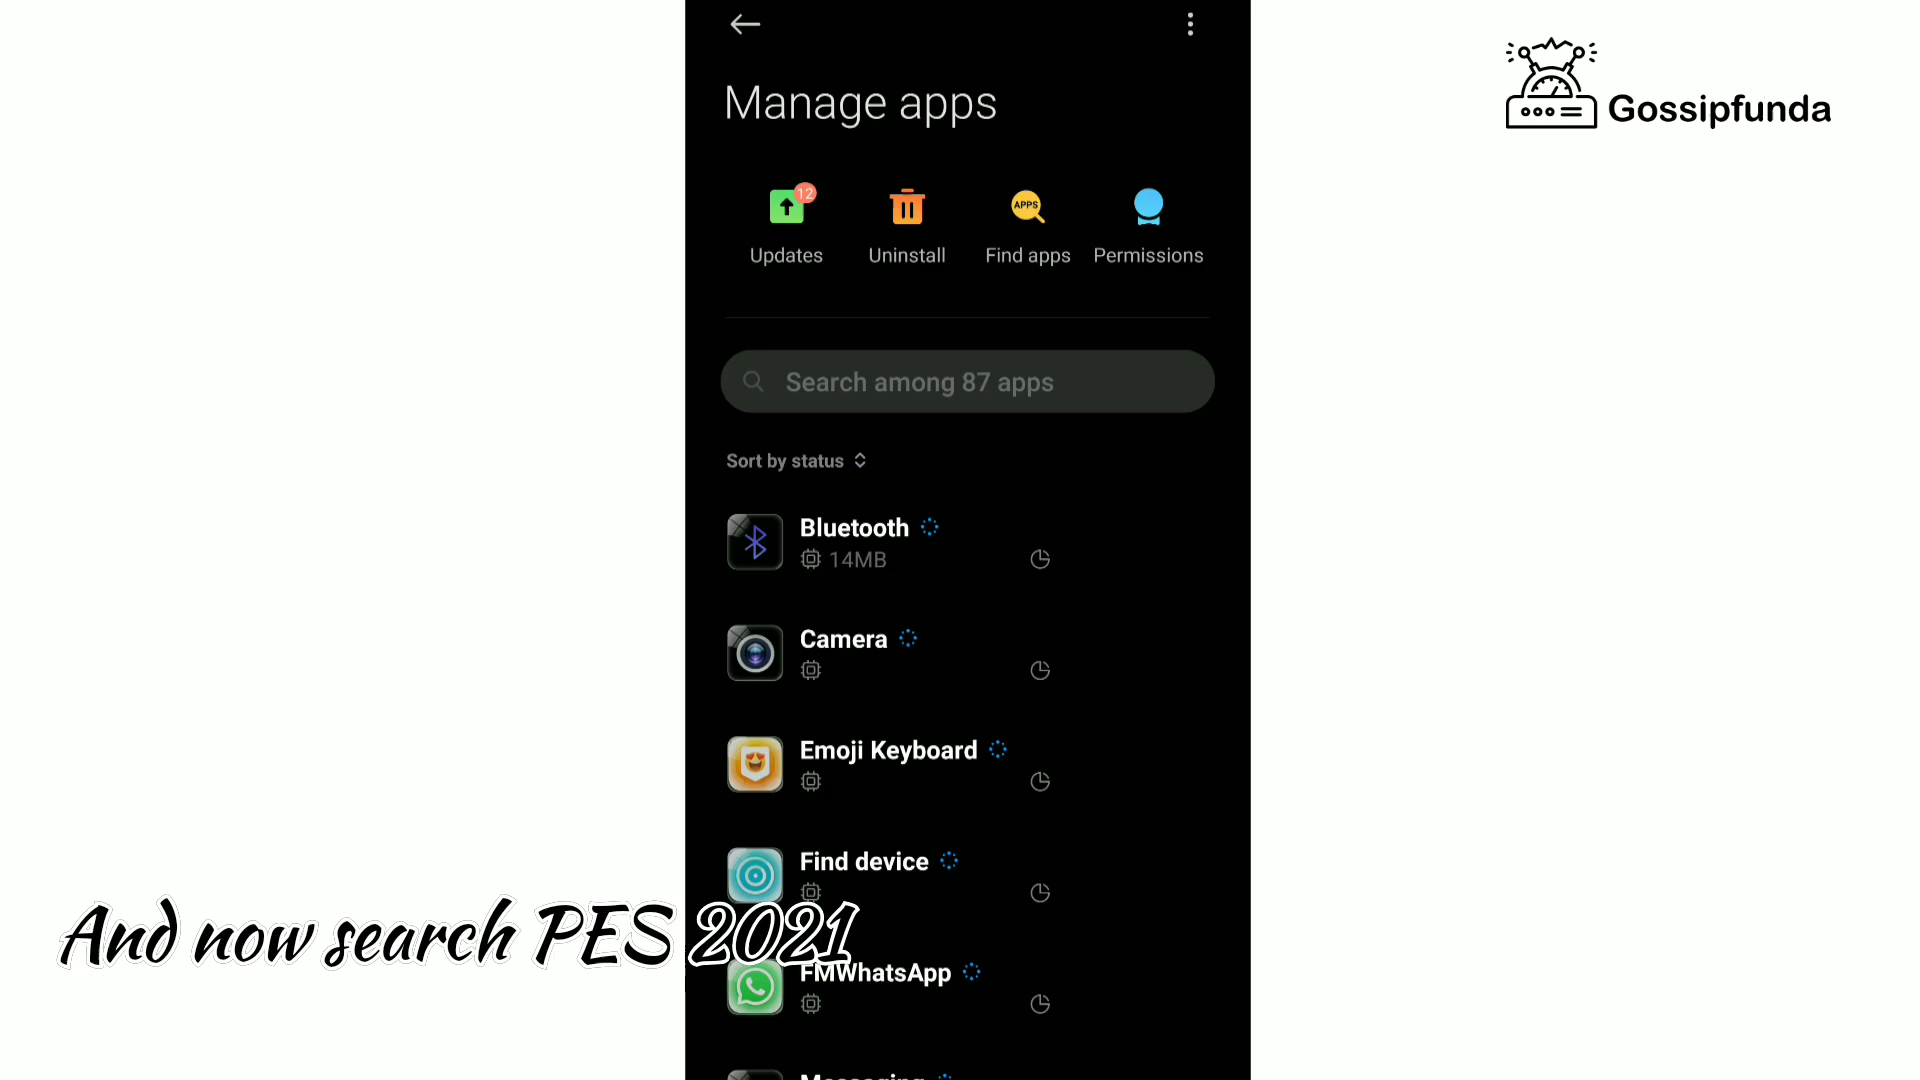 Gossipfunda
Manage apps
12
APPS
Updates
Uninstall
Find apps
Permissions
Search among 87 apps
Sort by status
Bluetooth
14MB
Camera
Emoji Keyboard
Find device
And now search PES 2021
FMWhatsApp
Messaging